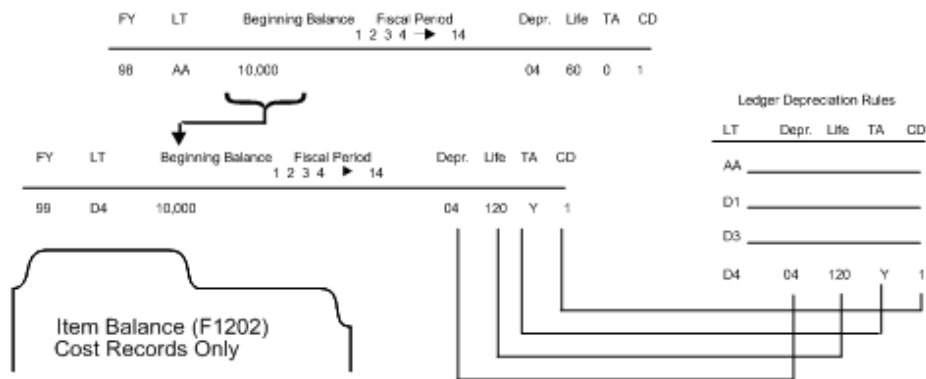 FY LT Beginning Balance Fiscal Period Depr. Life TA CD
1 2 3 4 14
98 AA 10,000 04 60 0 1
Ledger Depreciation Rules
LT Depr. Life TA CD
AA
D1
D3
D4 04 120 Y 1
FY LT Beginning Balance Fiscal Period Depr. Life TA CD
1 2 3 4 14
99 D4 10,000 04 120 Y 1
Item Balance (F1202)
Cost Records Only